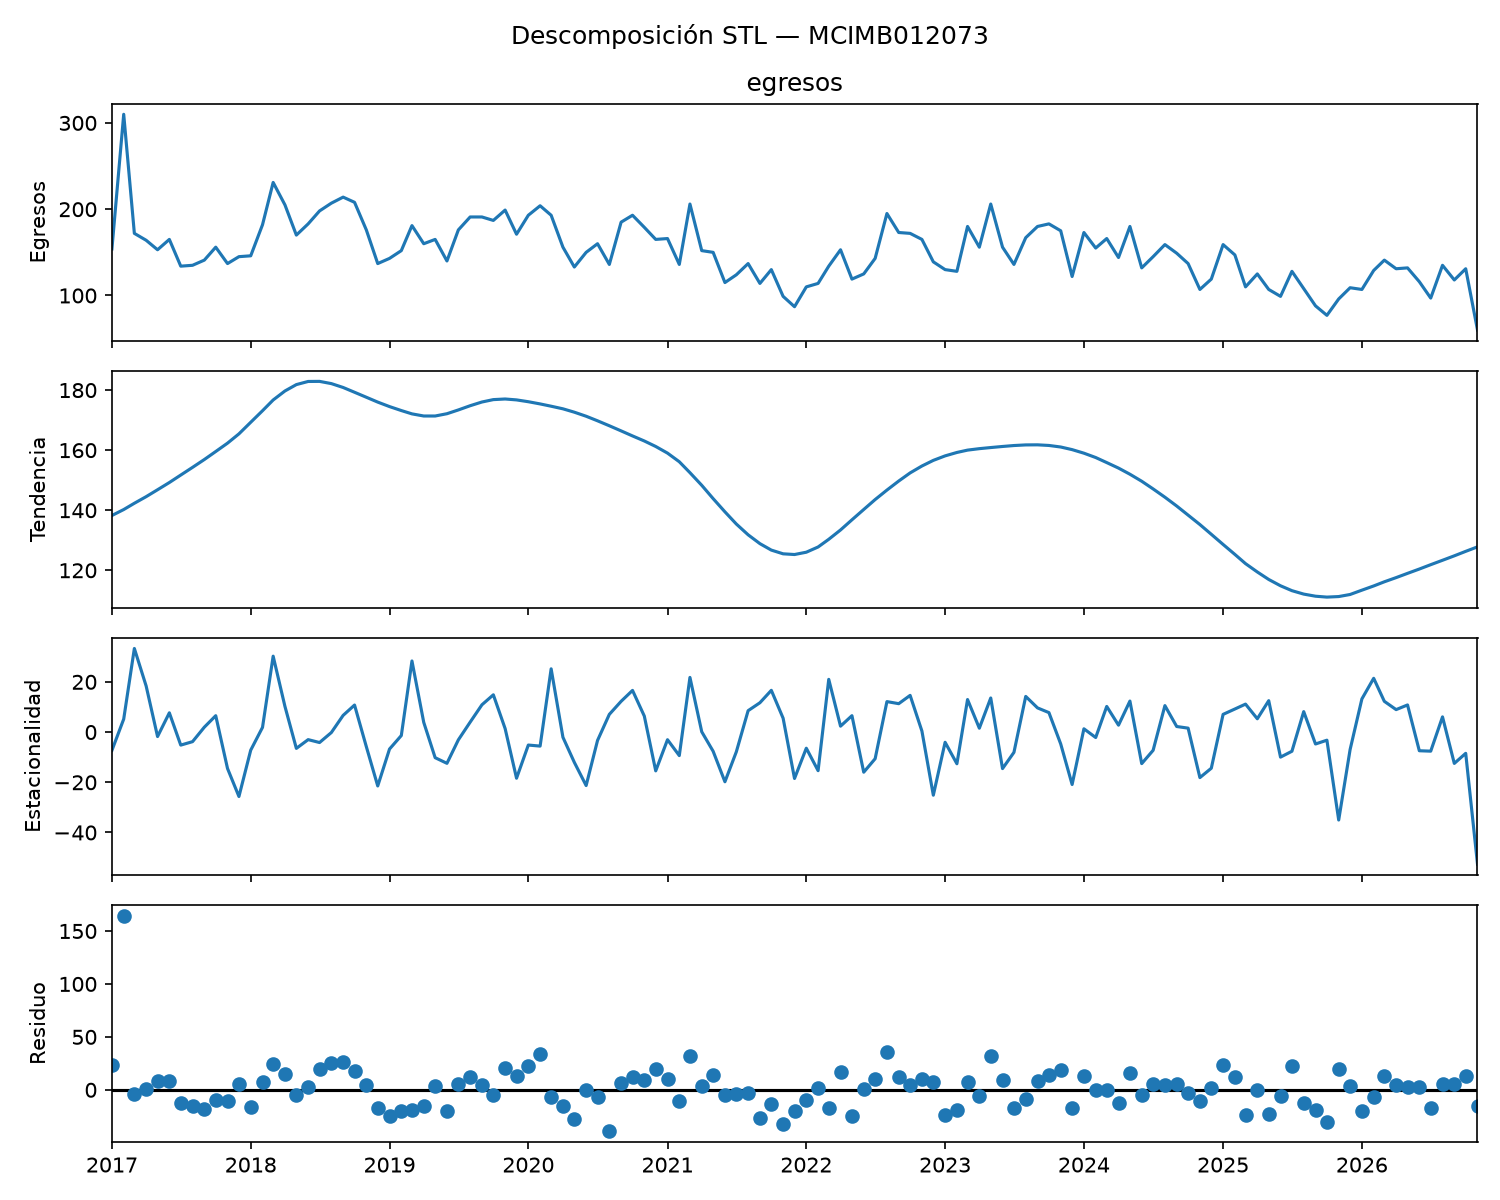 Descomposición STL — MCIMB012073
egresos
Egresos
300
200
100
Tendencia
180
160
140
120
Estacionalidad
20
0
−20
−40
Residuo
150
100
50
0
2017 2018 2019 2020 2021 2022 2023 2024 2025 2026